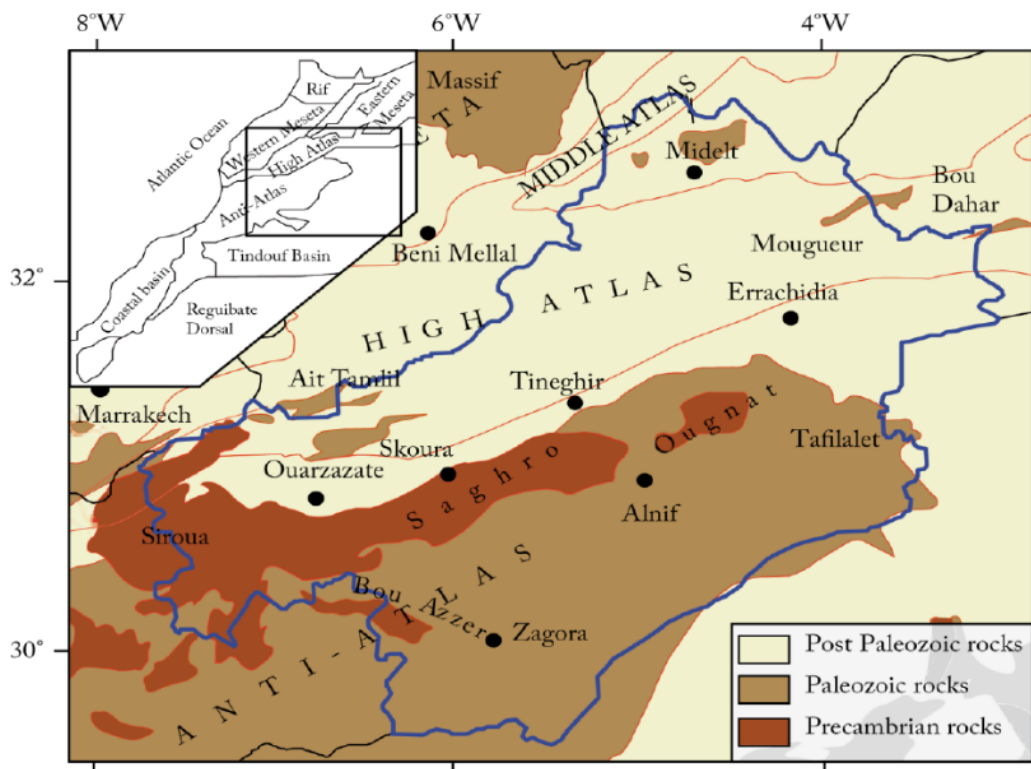 8°W
6°W
4°W
Massif
ETA
Rif
Eastern
Meseta
Western Meseta
Atlantic Ocean
High Atlas
Anti-Atlas
Tindouf Basin
Coastal basin
Reguibate
Dorsal
MIDDLE ATLAS
Midelt
Bou
Dahar
Beni Mellal
Mougueur
32°
HIGH ATLAS
Errachidia
Ait Tamlil
Tineghir
Marrakech
Skoura
Ougnat
Tafilalet
Ouarzazate
Saghro
Alnif
Siroua
Bou Azzer
Zagora
30°
ANTI-ATLAS
Post Paleozoic rocks
Paleozoic rocks
Precambrian rocks